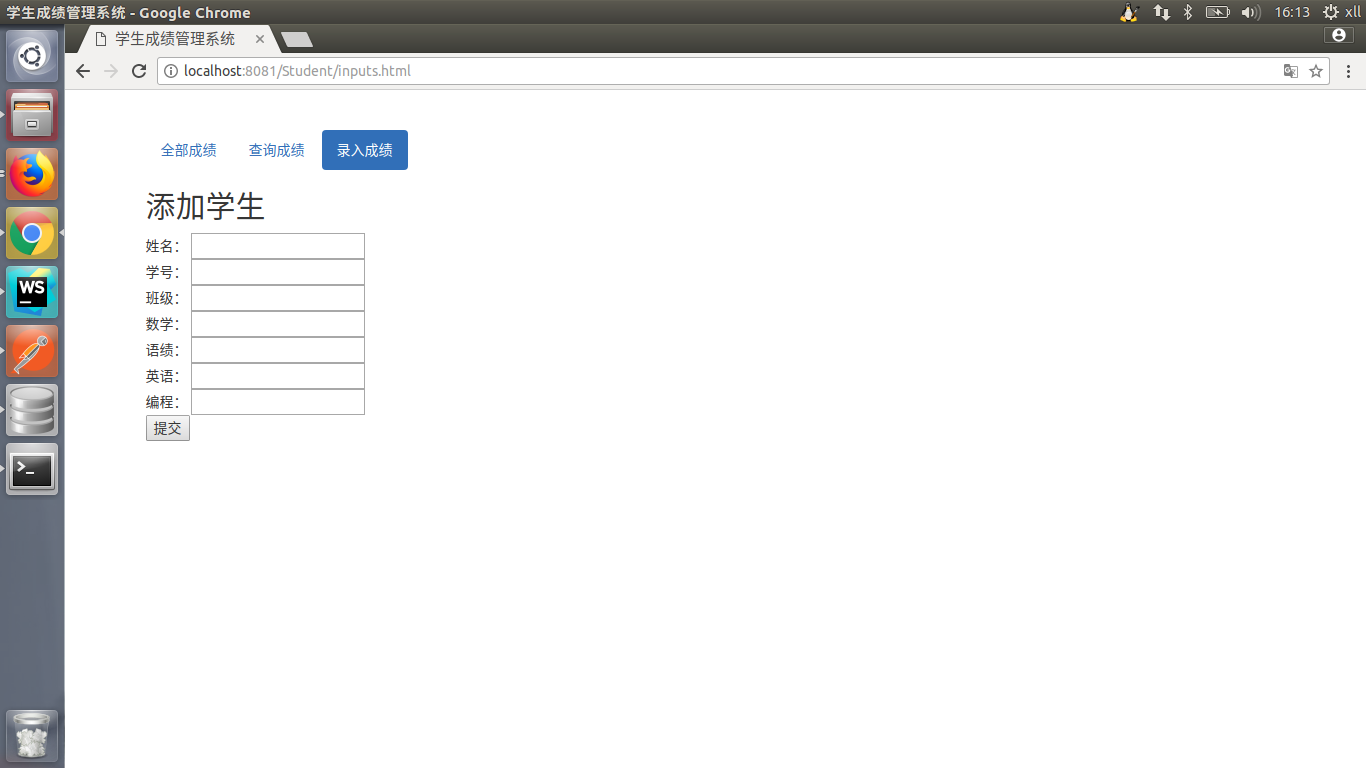 学生成绩管理系统 - Google Chrome
16:13
xll
学生成绩管理系统
localhost:8081/Student/inputs.html
全部成绩 查询成绩 录入成绩
添加学生
姓名：
学号：
班级：
数学：
语绩：
英语：
编程：
提交
WS
>_